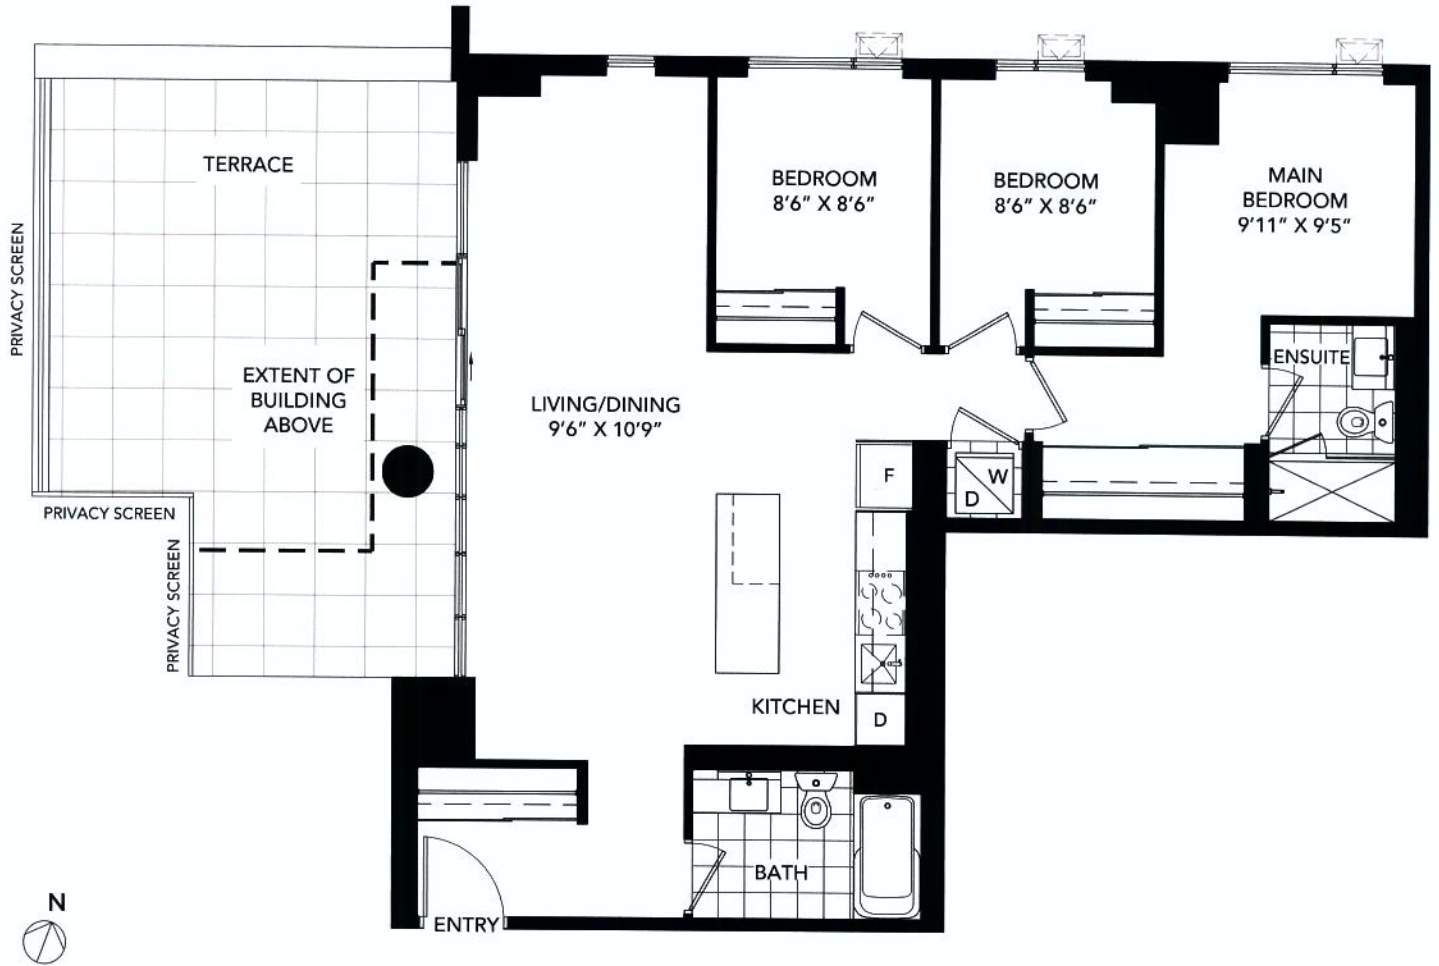 TERRACE
BEDROOM
8'6" X 8'6"
BEDROOM
8'6" X 8'6"
MAIN
BEDROOM
9'11" X 9'5"
PRIVACY SCREEN
EXTENT OF
BUILDING
ABOVE
LIVING/DINING
9'6" X 10'9"
ENSUITE
F
W
D
PRIVACY SCREEN
PRIVACY SCREEN
KITCHEN
D
BATH
ENTRY
N